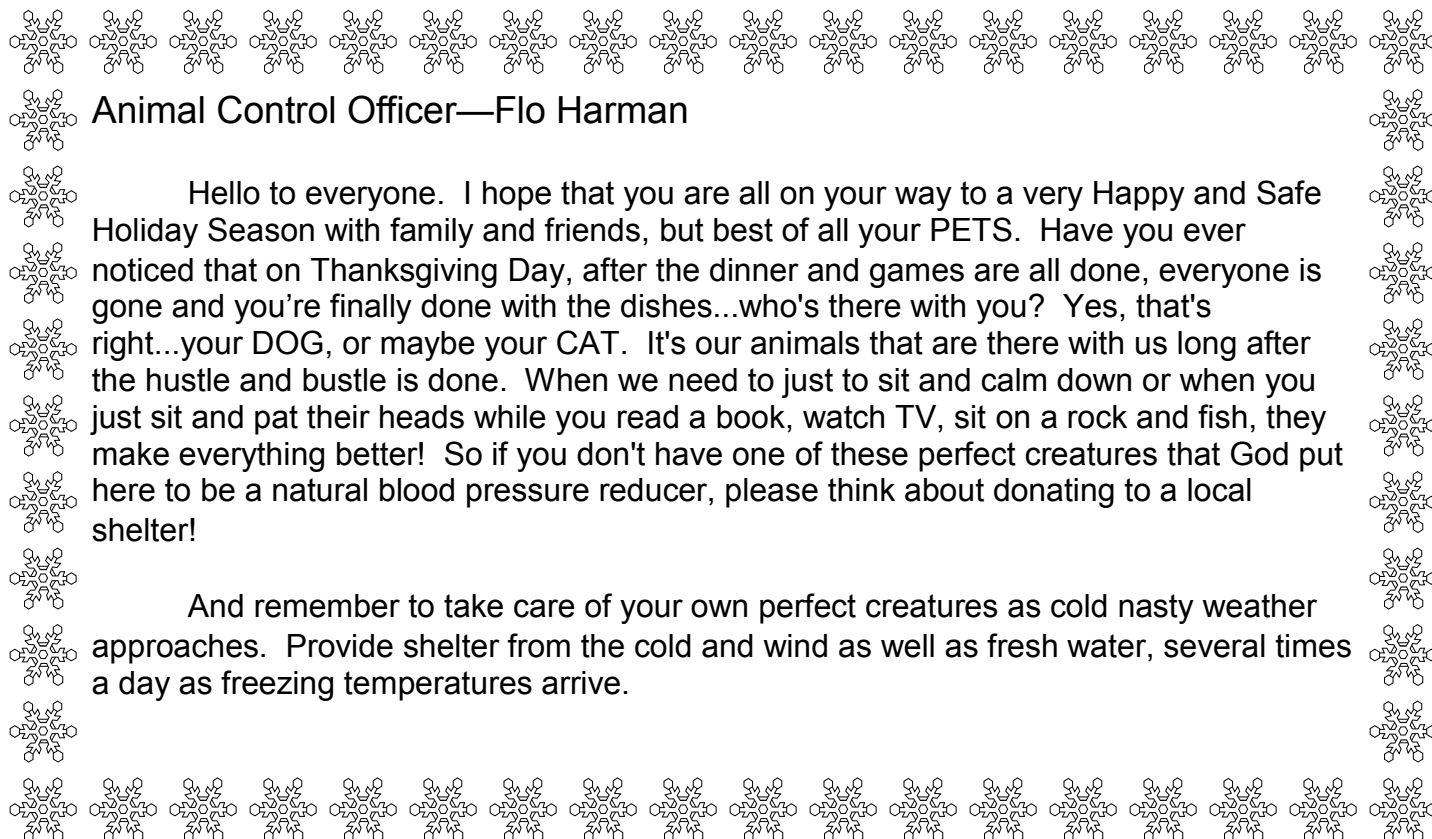 Animal Control Officer—Flo Harman
Hello to everyone.  I hope that you are all on your way to a very Happy and Safe
Holiday Season with family and friends, but best of all your PETS.  Have you ever
noticed that on Thanksgiving Day, after the dinner and games are all done, everyone is
gone and you’re finally done with the dishes...who's there with you?  Yes, that's
right...your DOG, or maybe your CAT.  It's our animals that are there with us long after
the hustle and bustle is done.  When we need to just to sit and calm down or when you
just sit and pat their heads while you read a book, watch TV, sit on a rock and fish, they
make everything better!  So if you don't have one of these perfect creatures that God put
here to be a natural blood pressure reducer, please think about donating to a local
shelter!
And remember to take care of your own perfect creatures as cold nasty weather
approaches.  Provide shelter from the cold and wind as well as fresh water, several times
a day as freezing temperatures arrive.